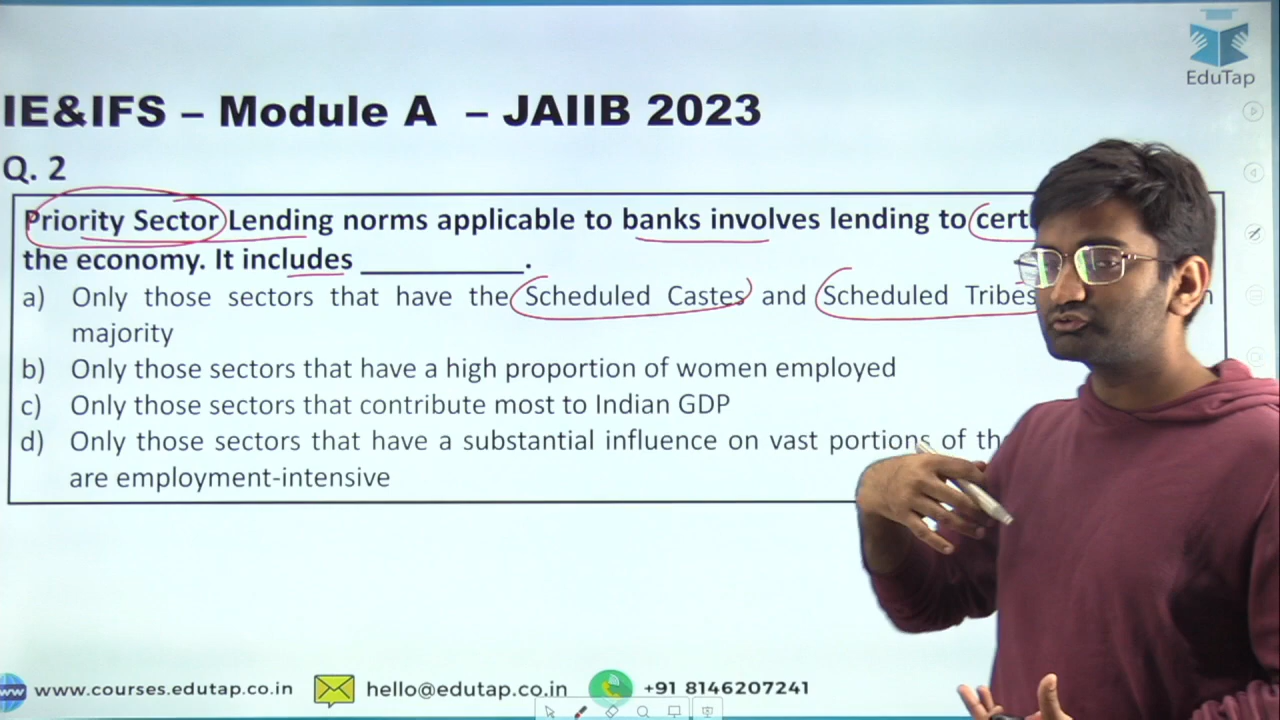 EduTap
IE&IFS – Module A – JAIIB 2023
Q. 2
Priority Sector Lending norms applicable to banks involves lending to
the economy. It includes __________.
a) Only those sectors that have the Scheduled Castes and Scheduled Tribes
majority
b) Only those sectors that have a high proportion of women employed
c) Only those sectors that contribute most to Indian GDP
d) Only those sectors that have a substantial influence on vast portions of
are employment-intensive
www.courses.edutap.co.in hello@edutap.co.in +91 8146207241